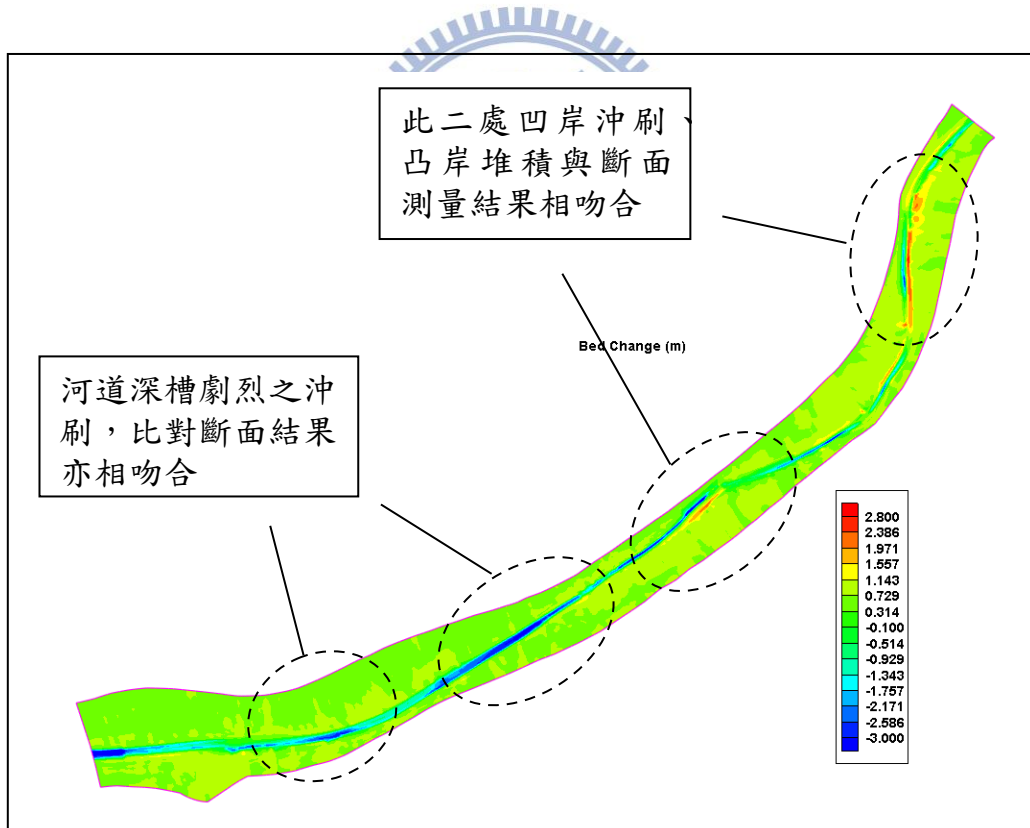 此二處凹岸沖刷、
凸岸堆積與斷面
測量結果相吻合
Bed Change (m)
河道深槽劇烈之沖
刷，比對斷面結果
亦相吻合
2.800
2.386
1.971
1.557
1.143
0.729
0.314
-0.100
-0.514
-0.929
-1.343
-1.757
-2.171
-2.586
-3.000